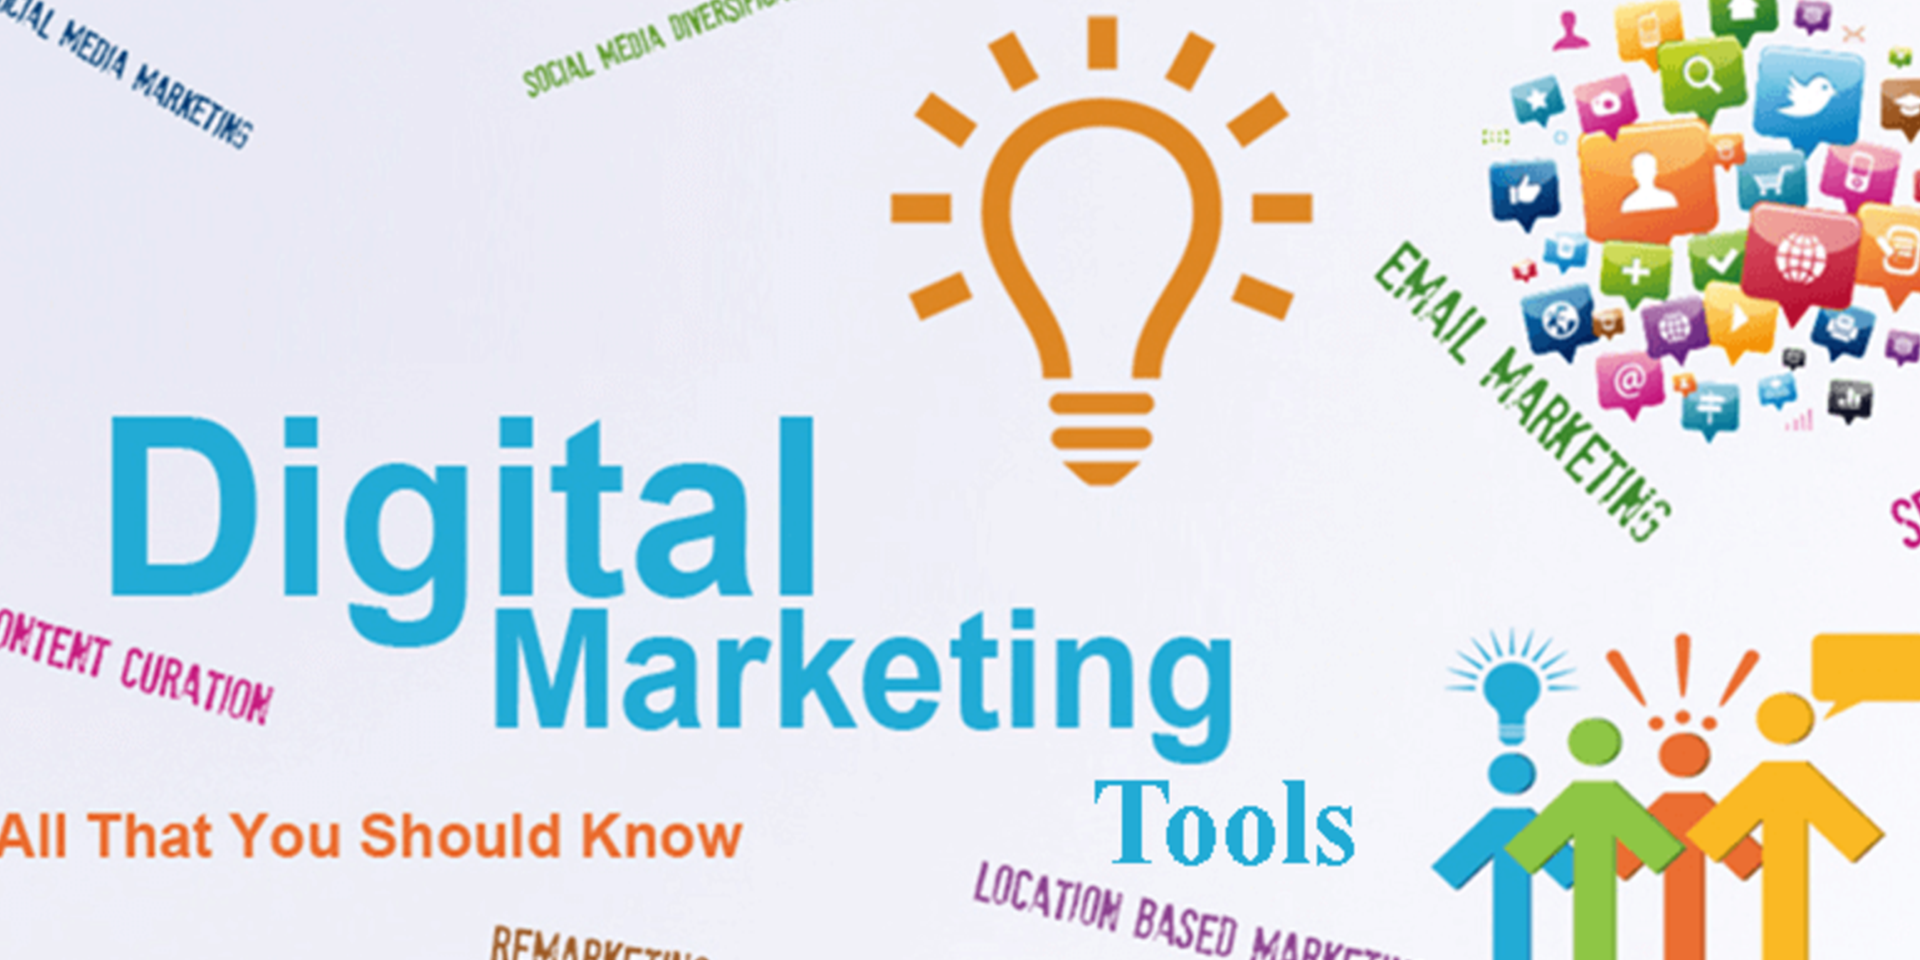 MEDIA MARKETING
SOCIAL MEDIA
EMAIL MARKETING
Digital
Marketing
Tools
CURATION
All That You Should Know
LOCATION BASED
@